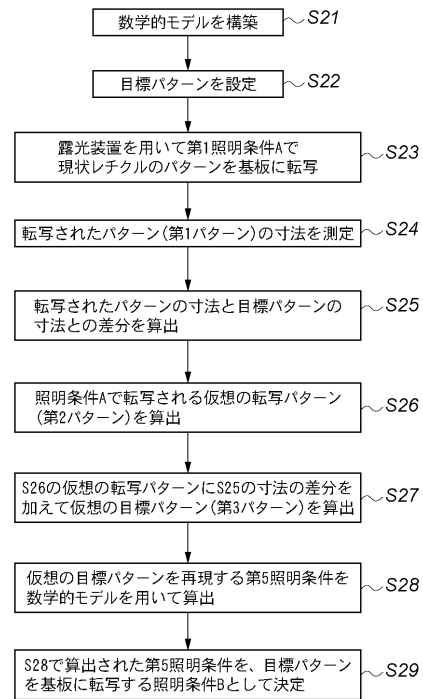 数学的モデルを構築
S21
目標パターンを設定
S22
露光装置を用いて第1照明条件Aで
現状レチクルのパターンを基板に転写
S23
転写されたパターン(第1パターン)の寸法を測定
S24
転写されたパターンの寸法と目標パターンの
寸法との差分を算出
S25
照明条件Aで転写される仮想の転写パターン
(第2パターン)を算出
S26
S26の仮想の転写パターンにS25の寸法の差分を
加えて仮想の目標パターン(第3パターン)を算出
S27
仮想の目標パターンを再現する第5照明条件を
数学的モデルを用いて算出
S28
S28で算出された第5照明条件を、目標パターン
を基板に転写する照明条件Bとして決定
S29